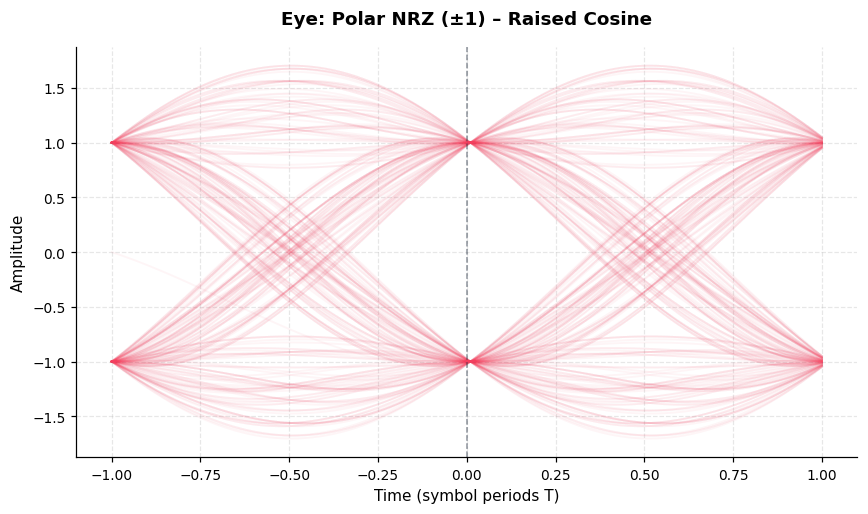 Eye: Polar NRZ (±1) – Raised Cosine
Amplitude
1.5
1.0
0.5
0.0
−0.5
−1.0
−1.5
−1.00 −0.75 −0.50 −0.25 0.00 0.25 0.50 0.75 1.00
Time (symbol periods T)